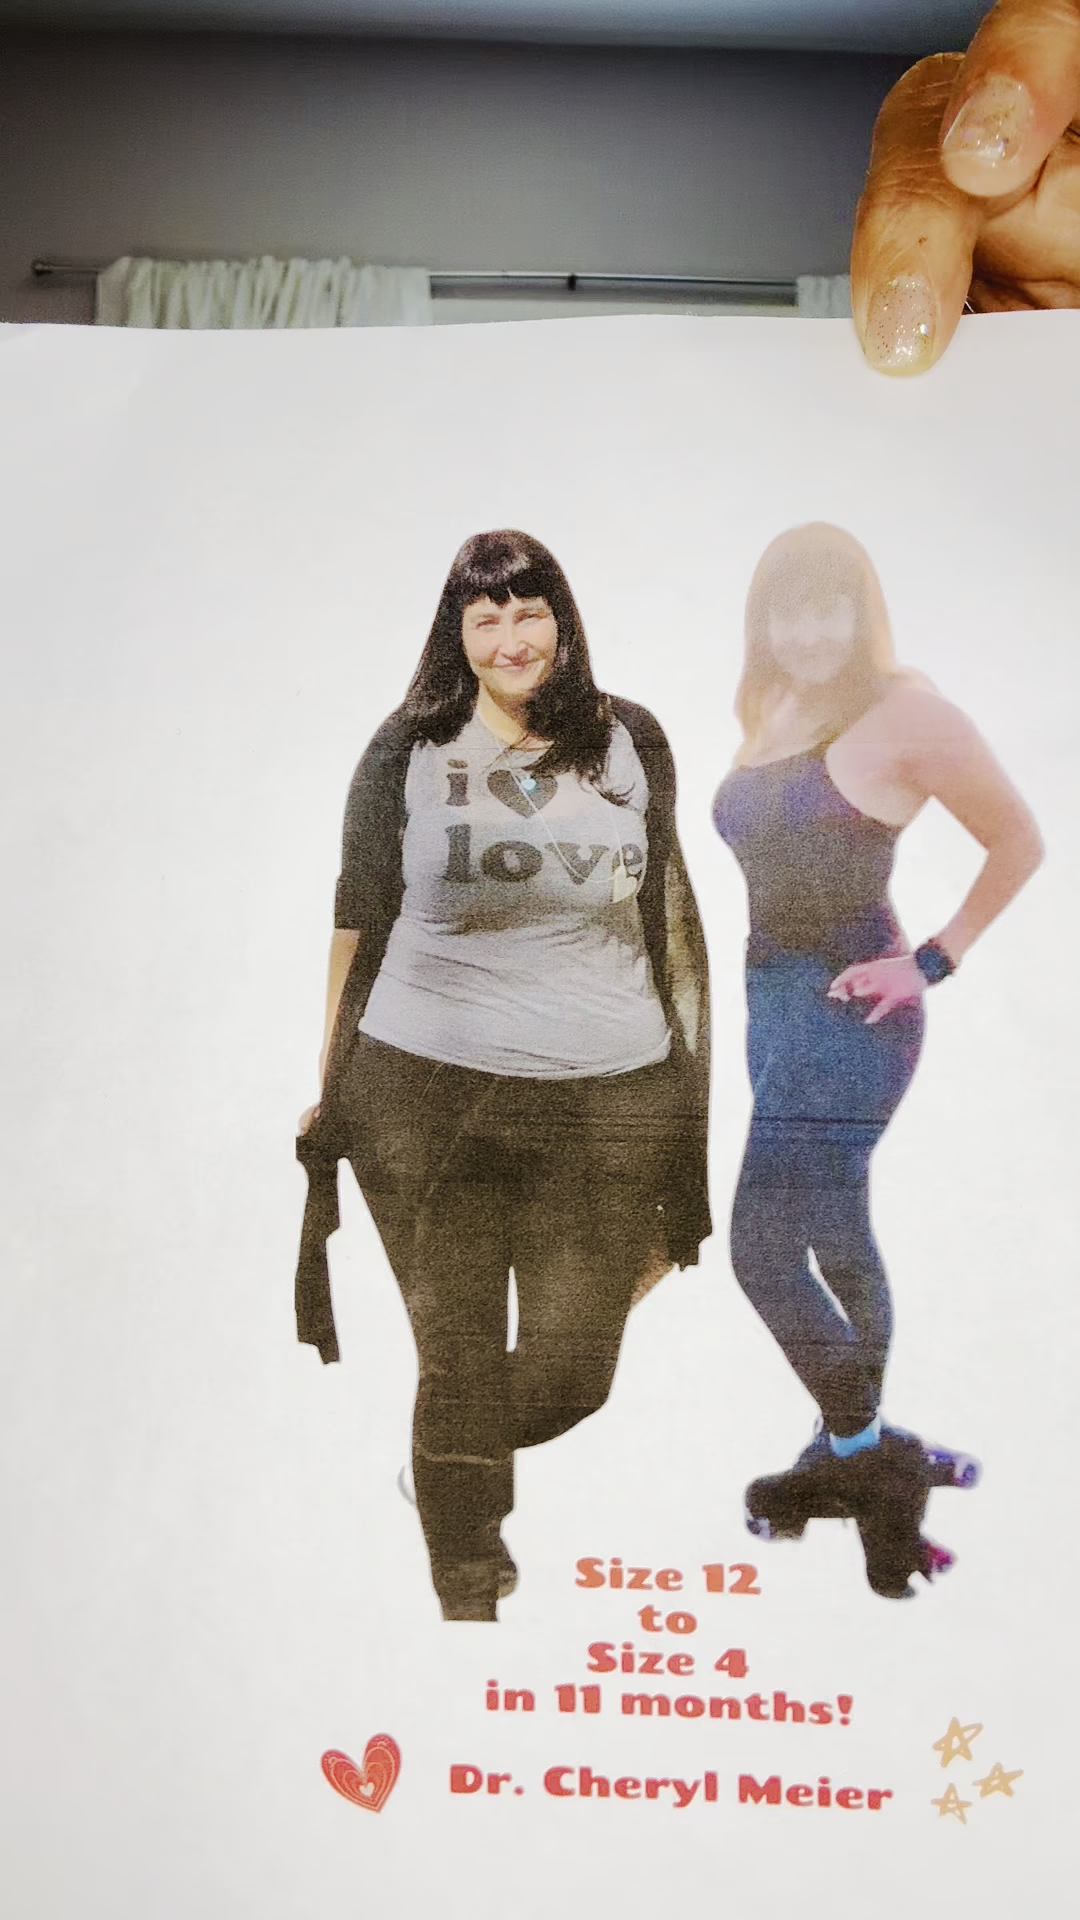 i ♥
love
Size 12
to
Size 4
in 11 months!
Dr. Cheryl Meier